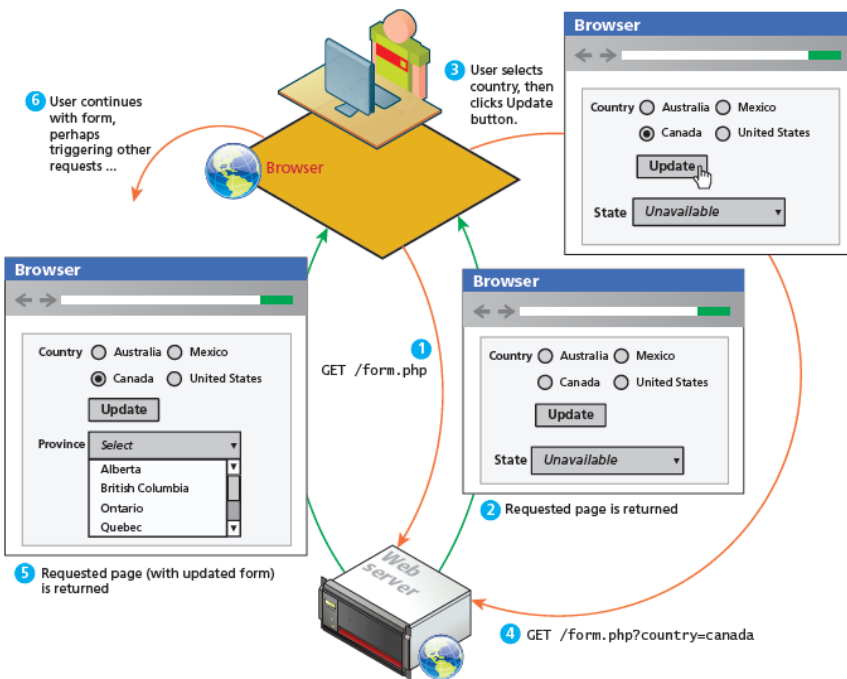 6 User continues
with form,
perhaps
triggering other
requests ...
Browser
3 User selects
country, then
clicks Update
button.
Browser
Country Australia Mexico
Canada United States
Update
State Unavailable
1
GET /form.php
Browser
Country Australia Mexico
Canada United States
Update
State Unavailable
2 Requested page is returned
Browser
Country Australia Mexico
Canada United States
Update
Province Select
Alberta
British Columbia
Ontario
Quebec
5 Requested page (with updated form)
is returned
Web
server
4 GET /form.php?country=canada